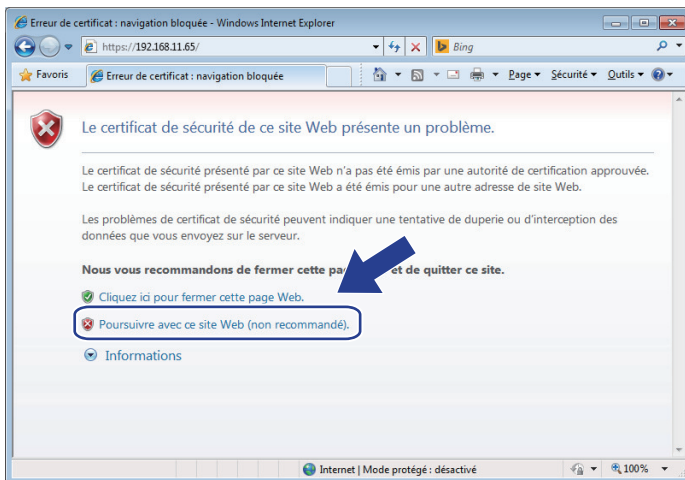 Erreur de certificat : navigation bloquée - Windows Internet Explorer
https://192.168.11.65/
Bing
Favoris
Erreur de certificat : navigation bloquée
Page
Sécurité
Outils
Le certificat de sécurité de ce site Web présente un problème.
Le certificat de sécurité présenté par ce site Web n'a pas été émis par une autorité de certification approuvée.
Le certificat de sécurité présenté par ce site Web a été émis pour une autre adresse de site Web.
Les problèmes de certificat de sécurité peuvent indiquer une tentative de duperie ou d'interception des
données que vous envoyez sur le serveur.
Nous vous recommandons de fermer cette et de quitter ce site.
Cliquez ici pour fermer cette page Web.
Poursuivre avec ce site Web (non recommandé).
Informations
Internet | Mode protégé : désactivé
100%